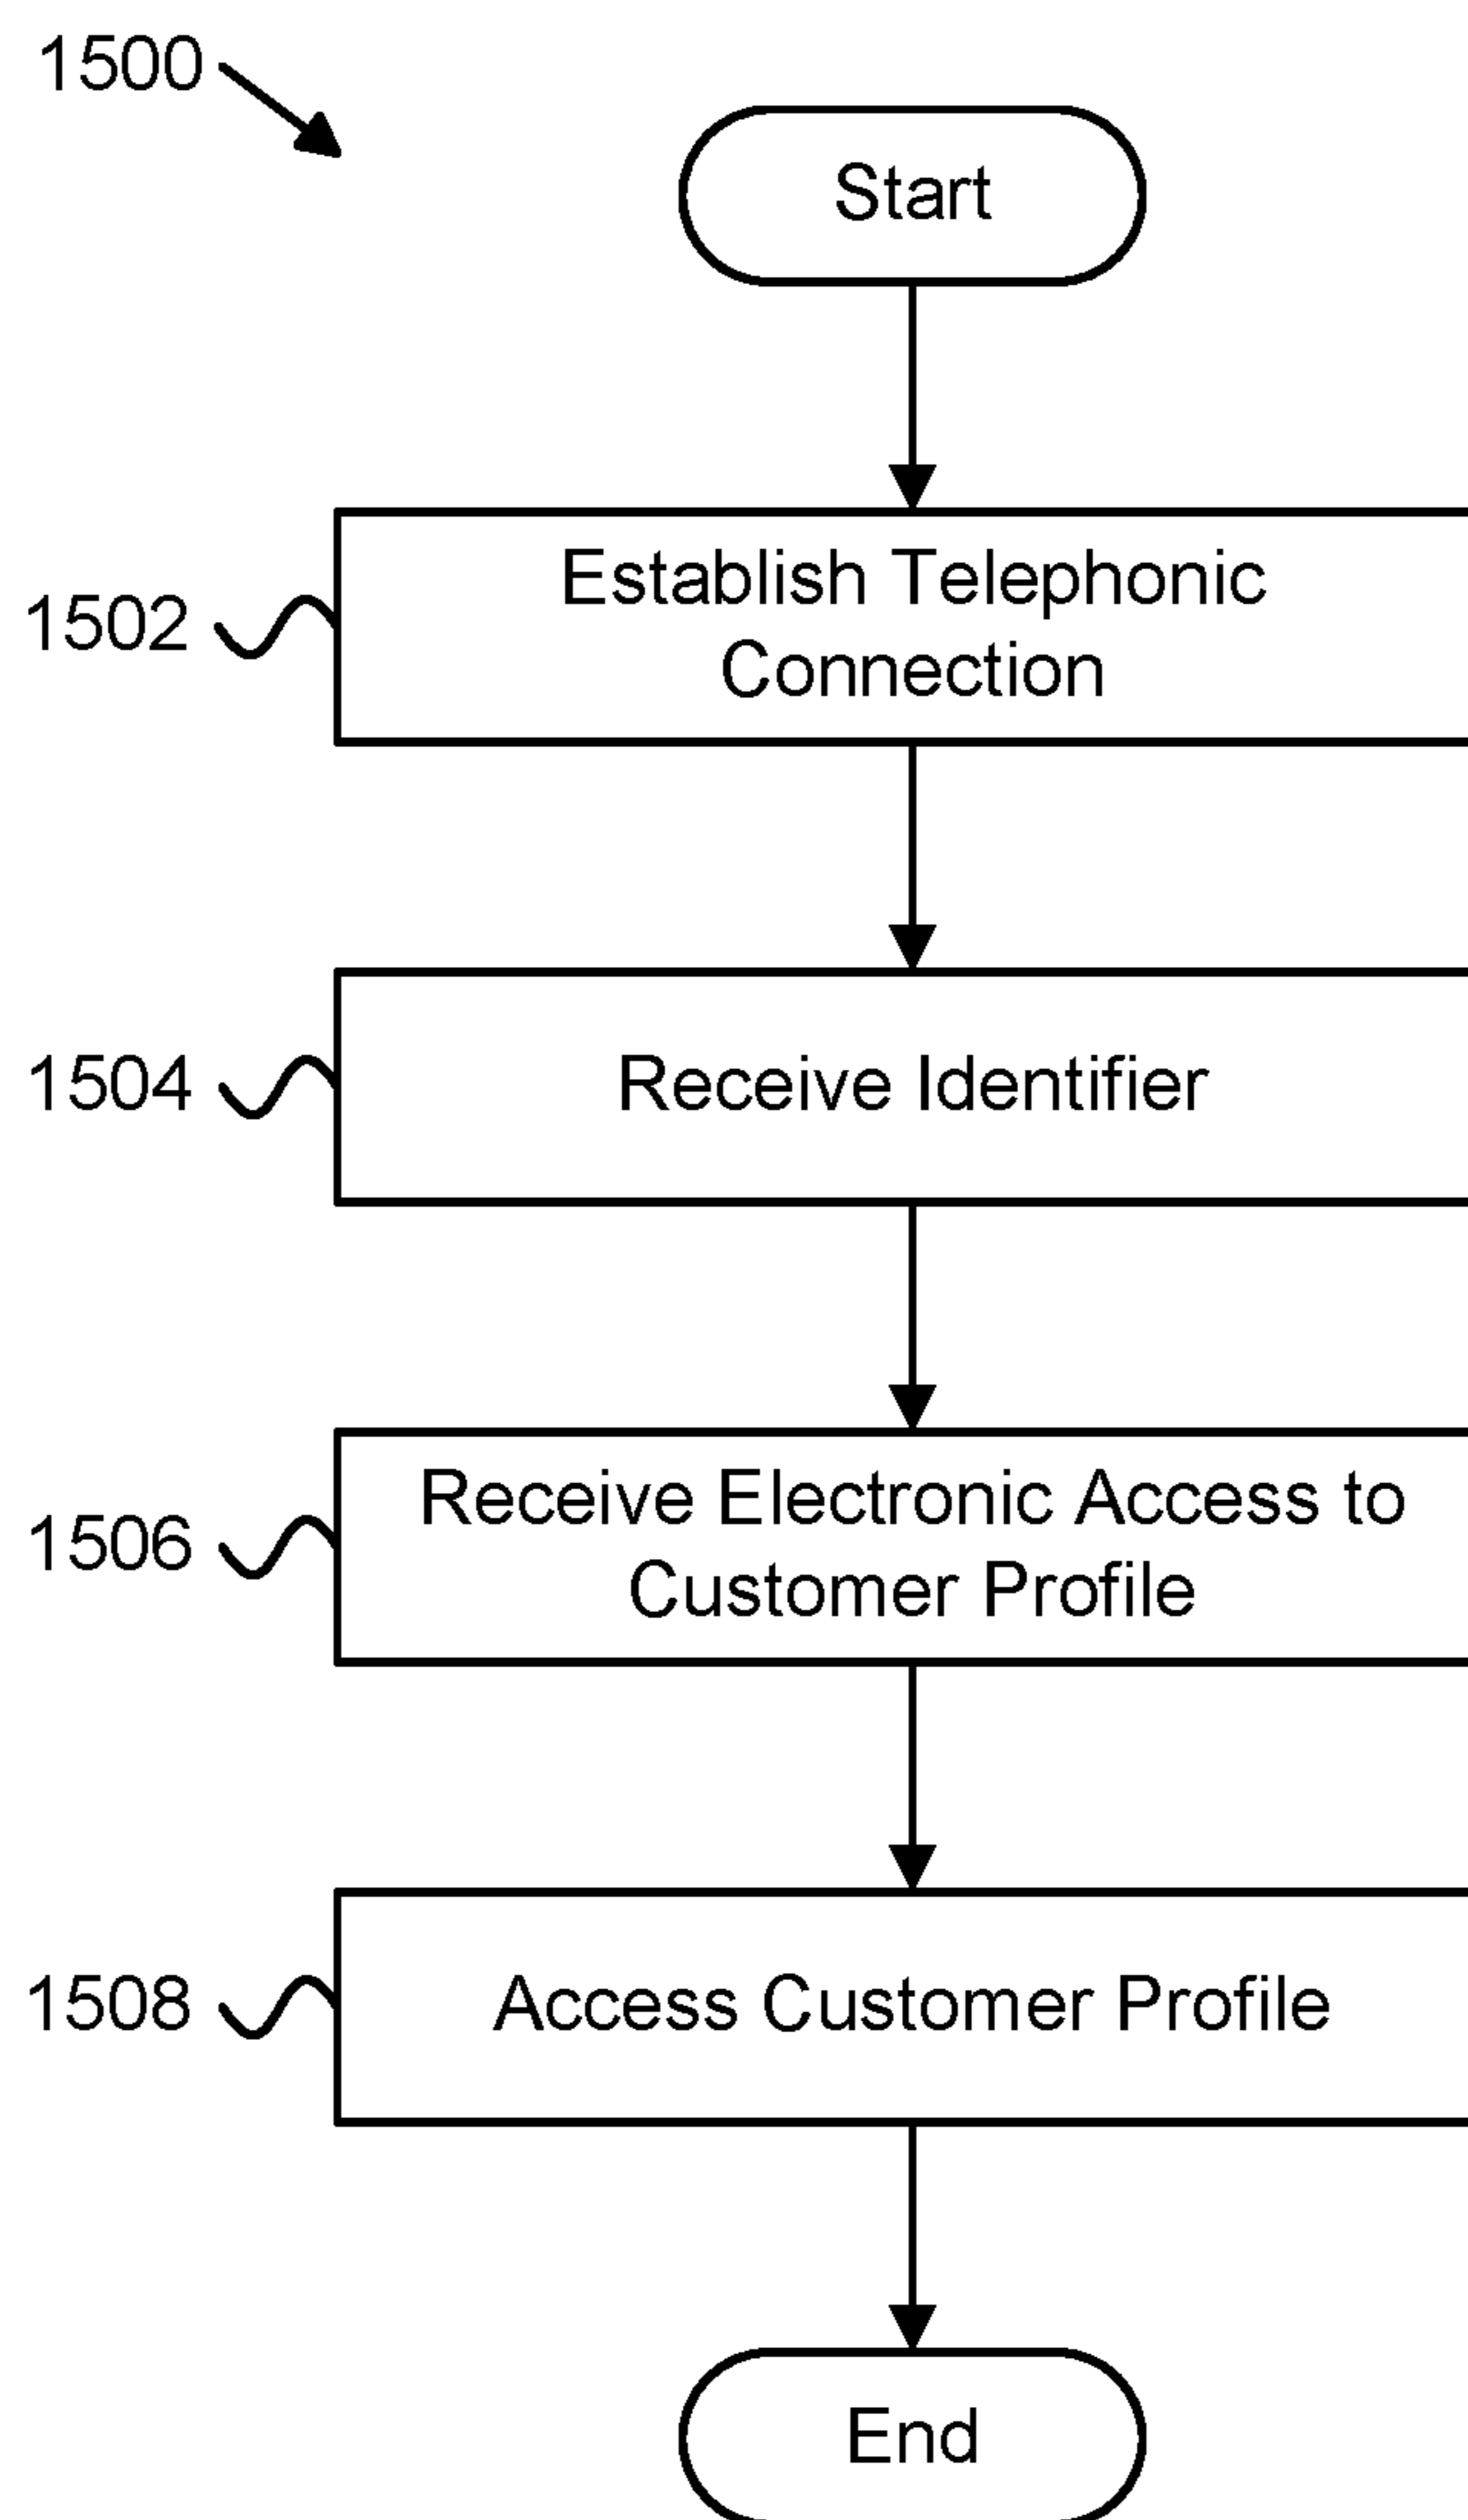 1500
Start
1502
Establish Telephonic
Connection
1504
Receive Identifier
1506
Receive Electronic Access to
Customer Profile
1508
Access Customer Profile
End